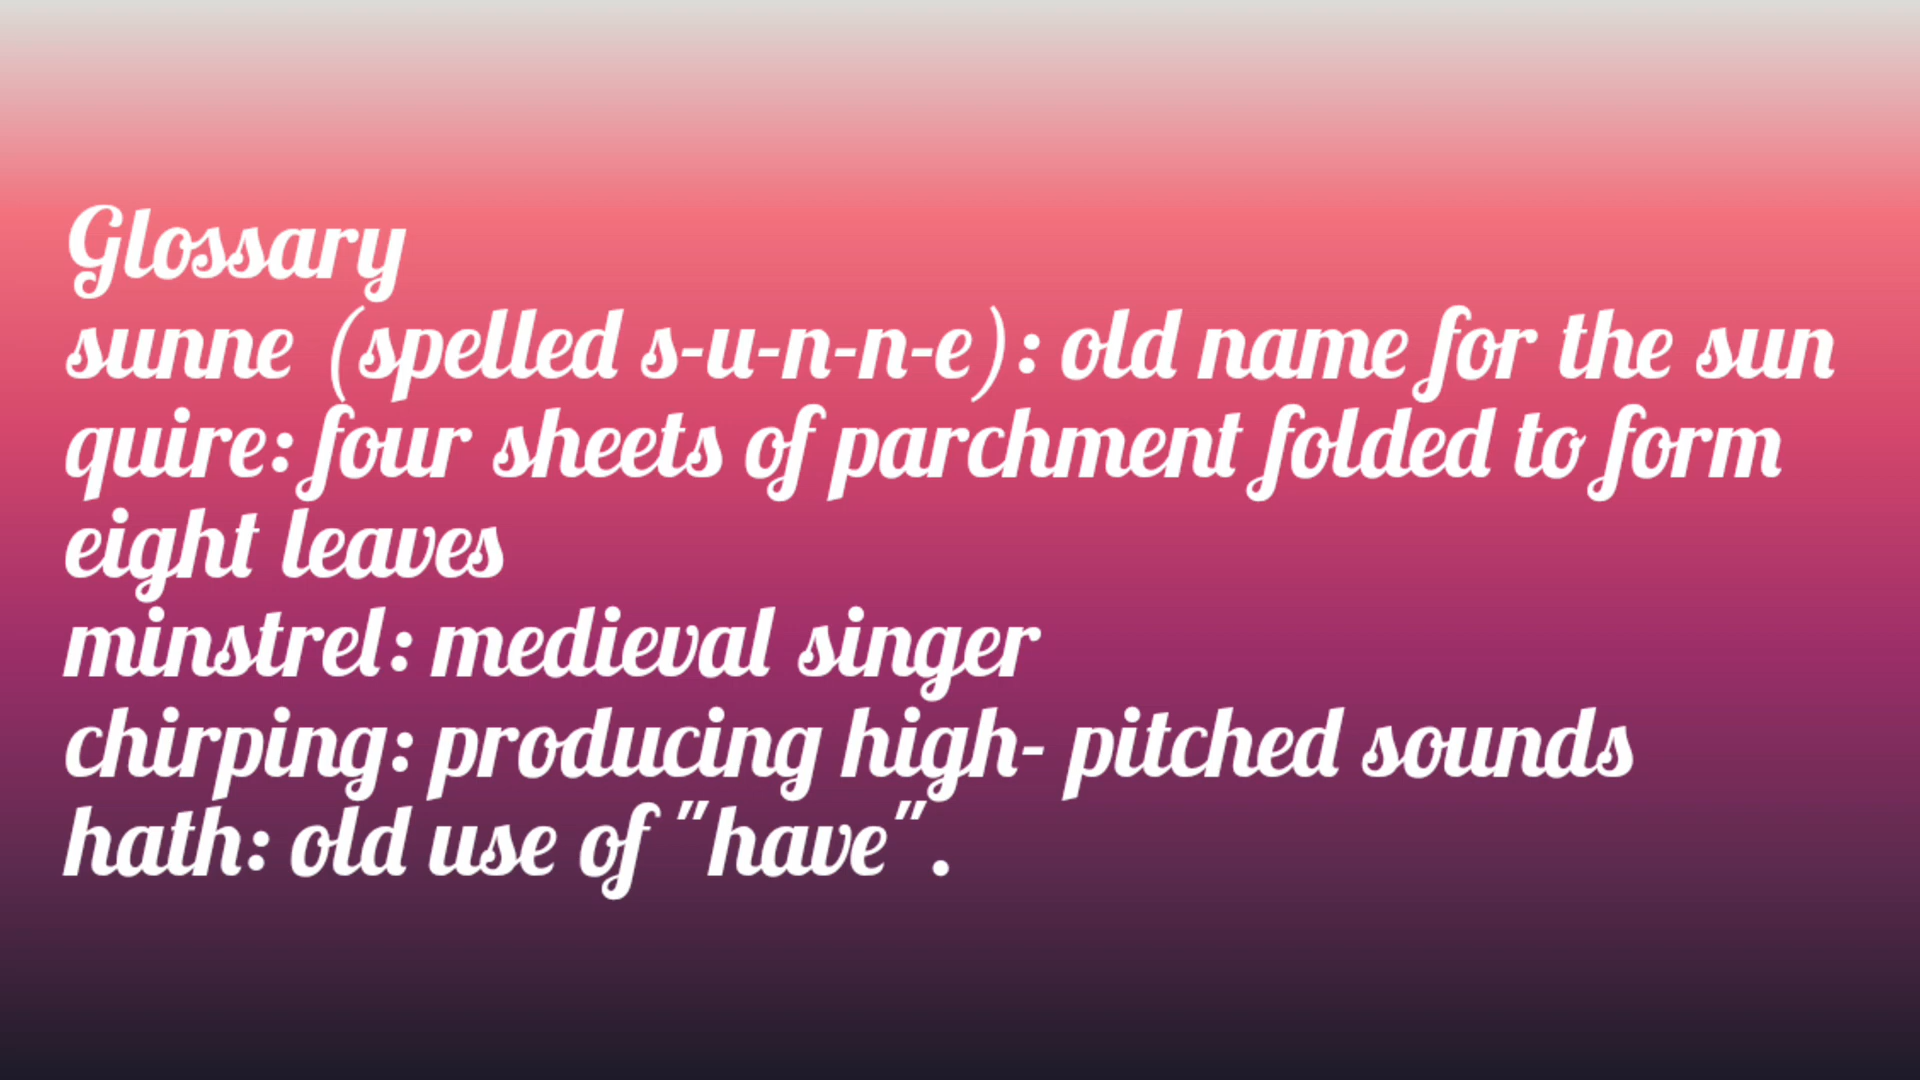 Glossary
sunne (spelled s-u-n-n-e): old name for the sun
quire: four sheets of parchment folded to form
eight leaves
minstrel: medieval singer
chirping: producing high- pitched sounds
hath: old use of "have".